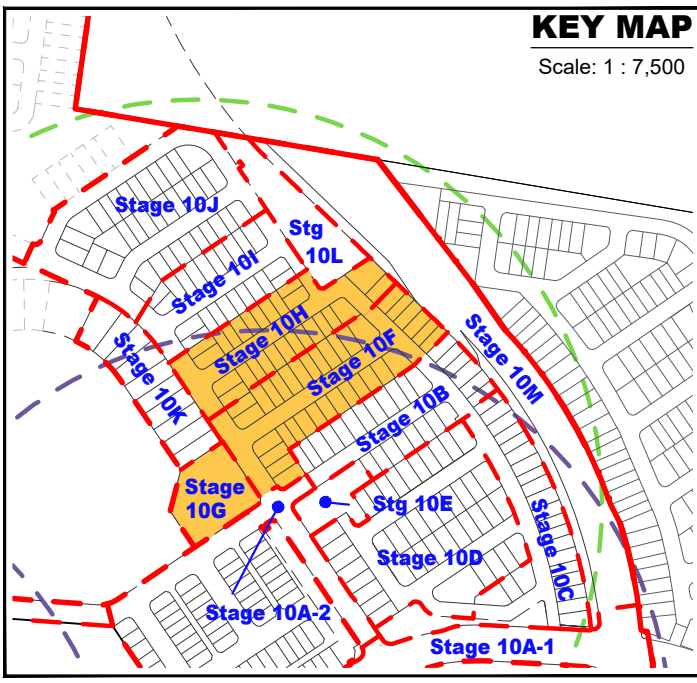 KEY MAP
Scale: 1 : 7,500
Stage 10J
Stg
10L
Stage 10I
Stage 10H
Stage 10F
Stage 10M
Stage 10K
Stage 10B
Stage
10G
Stg 10E
Stage 10D
Stage 10C
Stage 10A-2
Stage 10A-1